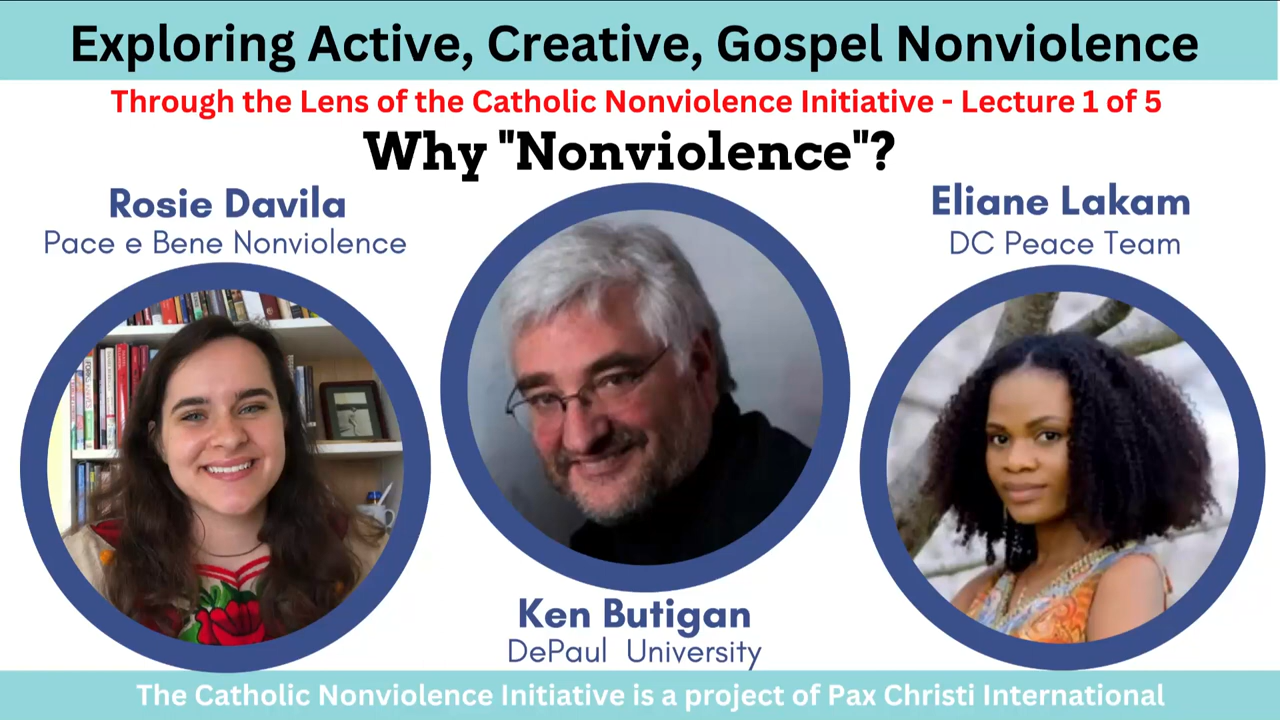 Exploring Active, Creative, Gospel Nonviolence
Through the Lens of the Catholic Nonviolence Initiative - Lecture 1 of 5
Why "Nonviolence"?
Rosie Davila
Pace e Bene Nonviolence
Eliane Lakam
DC Peace Team
Ken Butigan
DePaul University
The Catholic Nonviolence Initiative is a project of Pax Christi International